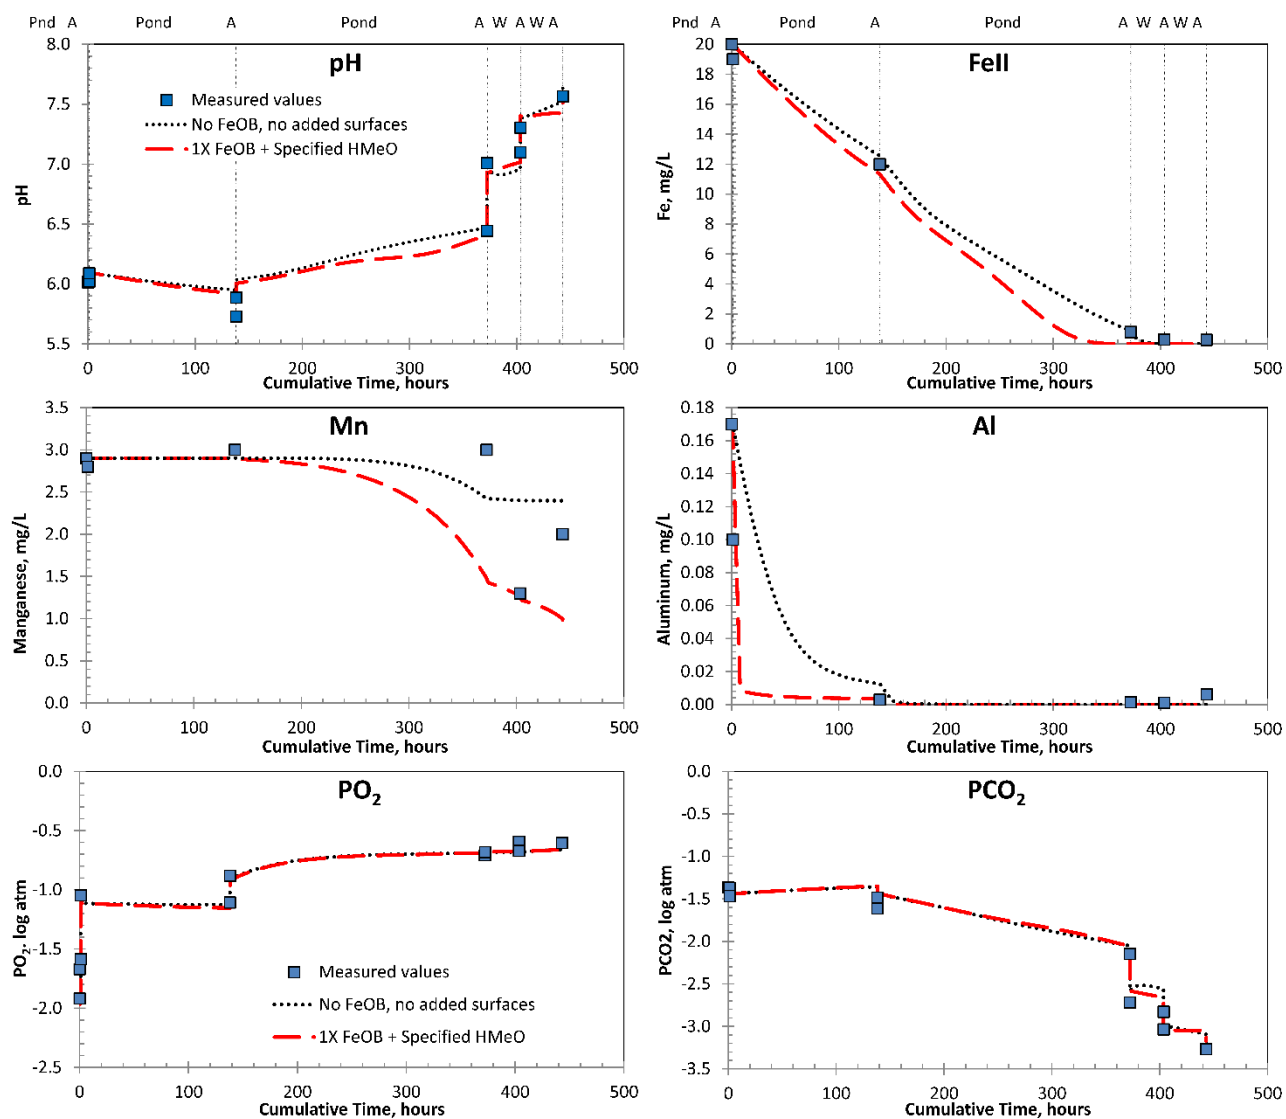 Pnd A Pond A Pond A W A W A
Pnd A Pond A Pond A W A W A
pH
8.0
7.5
7.0
6.5
6.0
5.5
pH
Measured values
No FeOB, no added surfaces
1X FeOB + Specified HMeO
0 100 200 300 400 500
Cumulative Time, hours
FeII
20
18
16
14
12
10
8
6
4
2
0
Fe, mg/L
0 100 200 300 400 500
Cumulative Time, hours
Mn
3.5
3.0
2.5
2.0
1.5
1.0
0.5
0.0
Manganese, mg/L
0 100 200 300 400 500
Cumulative Time, hours
Al
0.18
0.16
0.14
0.12
0.10
0.08
0.06
0.04
0.02
0.00
Aluminum, mg/L
0 100 200 300 400 500
Cumulative Time, hours
PO₂
0.0
-0.5
-1.0
-1.5
-2.0
-2.5
PO₂. log atm
Measured values
No FeOB, no added surfaces
1X FeOB + Specified HMeO
0 100 200 300 400 500
Cumulative Time, hours
PCO₂
0.0
-0.5
-1.0
-1.5
-2.0
-2.5
-3.0
-3.5
PCO2, log atm
0 100 200 300 400 500
Cumulative Time, hours